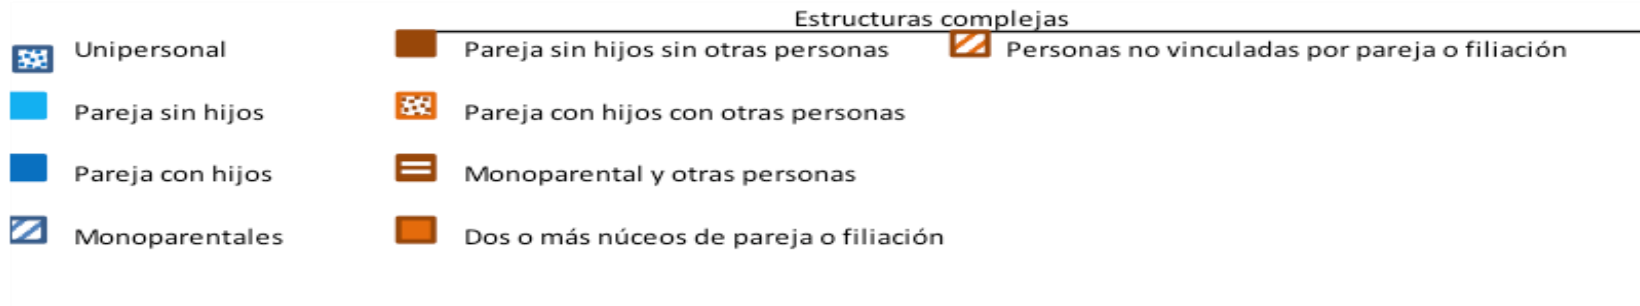 Estructuras complejas
Unipersonal
Pareja sin hijos sin otras personas
Personas no vinculadas por pareja o filiación
Pareja sin hijos
Pareja con hijos con otras personas
Pareja con hijos
Monoparental y otras personas
Monoparentales
Dos o más núceos de pareja o filiación